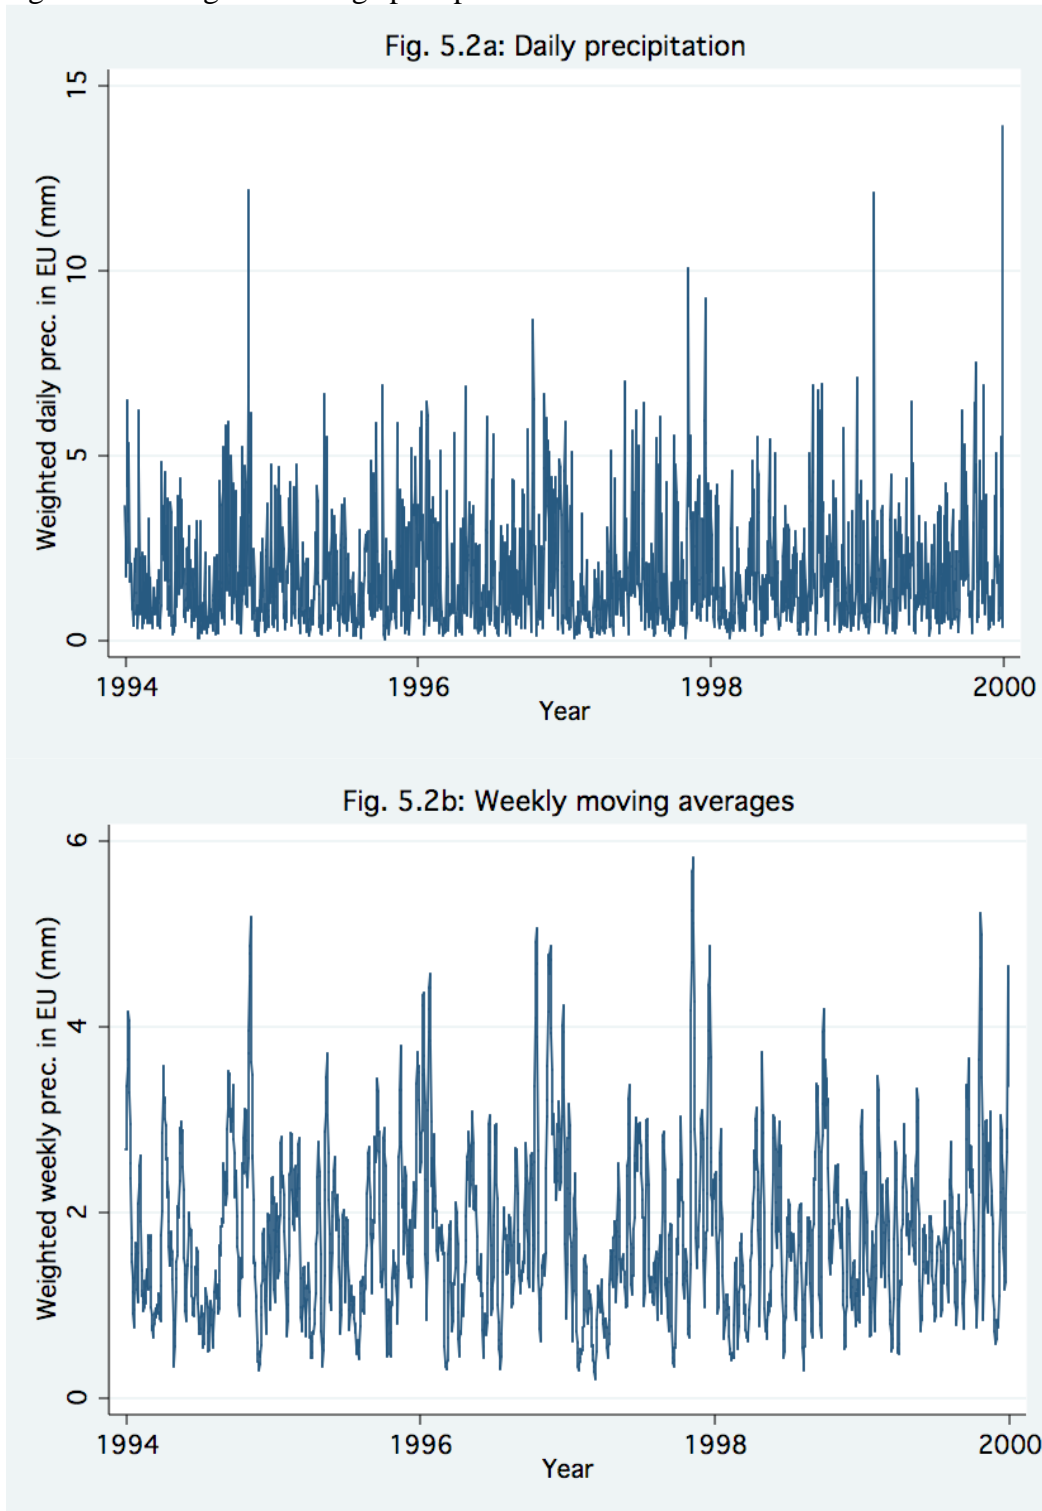 Fig. 5.2a: Daily precipitation
Weighted daily prec. in EU (mm)
15
10
5
0
1994 1996 1998 2000
Year
Fig. 5.2b: Weekly moving averages
Weighted weekly prec. in EU (mm)
6
4
2
0
1994 1996 1998 2000
Year